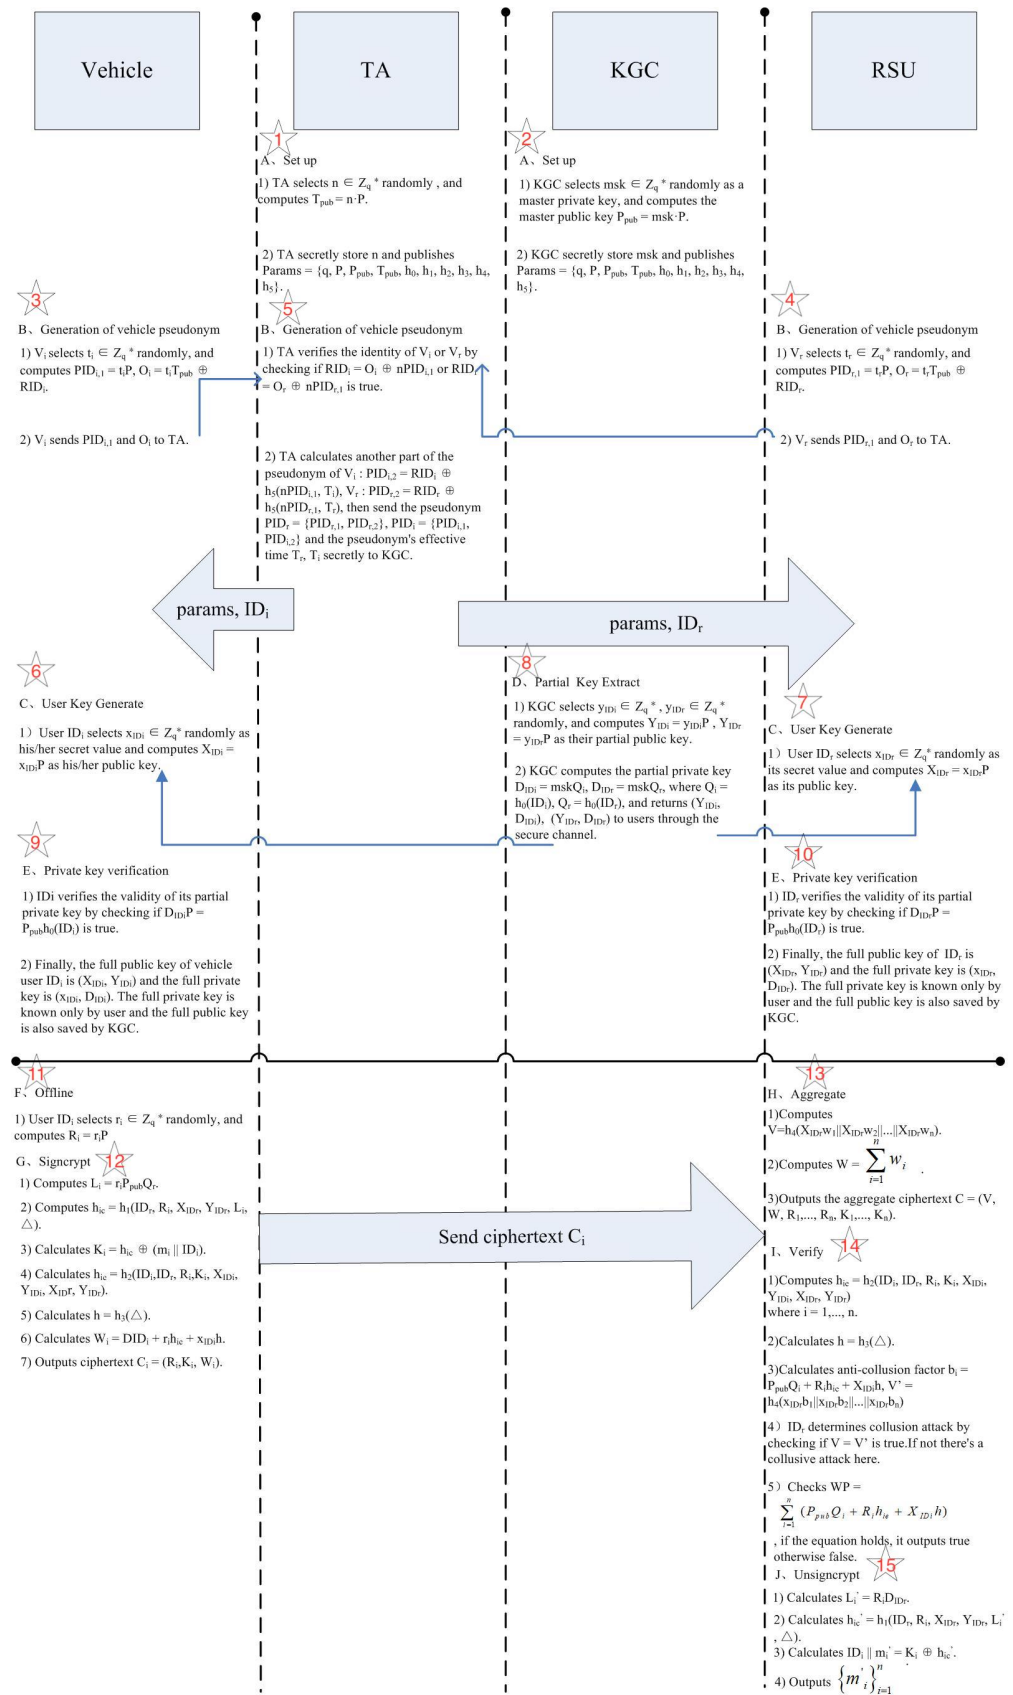 Vehicle
TA
KGC
RSU
1
A、Set up
1) TA selects n ∈ Zq * randomly , and
computes Tpub = n·P.
2) TA secretly store n and publishes
Params = {q, P, Ppub, Tpub, h0, h1, h2, h3, h4,
h5}.
2
A、Set up
1) KGC selects msk ∈ Zq * randomly as a
master private key, and computes the
master public key Ppub = msk·P.
2) KGC secretly store msk and publishes
Params = {q, P, Ppub, Tpub, h0, h1, h2, h3, h4,
h5}.
3
B、Generation of vehicle pseudonym
1) Vi selects ti ∈ Zq * randomly, and
computes PIDi,1 = tiP, Oi = tiTpub ⊕
RIDi.
2) Vi sends PIDi,1 and Oi to TA.
5
B、Generation of vehicle pseudonym
1) TA verifies the identity of Vi or Vr by
checking if RIDi = Oi ⊕ nPIDi,1 or RIDr
= Or ⊕ nPIDr,1 is true.
2) TA calculates another part of the
pseudonym of Vi : PIDi,2 = RIDi ⊕
h5(nPIDi,1, Ti), Vr : PIDr,2 = RIDr ⊕
h5(nPIDr,1, Tr), then send the pseudonym
PIDr = {PIDr,1, PIDr,2}, PIDi = {PIDi,1,
PIDi,2} and the pseudonym's effective
time Tr, Ti secretly to KGC.
4
B、Generation of vehicle pseudonym
1) Vr selects tr ∈ Zq * randomly, and
computes PIDr,1 = trP, Or = trTpub ⊕
RIDr.
2) Vr sends PIDr,1 and Or to TA.
params, IDi
params, IDr
6
C、User Key Generate
1）User IDi selects xIDi ∈ Zq* randomly as
his/her secret value and computes XIDi =
xIDiP as his/her public key.
8
D、Partial Key Extract
1) KGC selects yIDi ∈ Zq* , yIDr ∈ Zq*
randomly, and computes YIDi = yIDiP , YIDr
= yIDrP as their partial public key.
2) KGC computes the partial private key
DIDi = mskQi, DIDr = mskQr, where Qi =
h0(IDi), Qr = h0(IDr), and returns (YIDi,
DIDi), (YIDr, DIDr) to users through the
secure channel.
7
C、User Key Generate
1）User IDr selects xIDr ∈ Zq* randomly as
its secret value and computes XIDr = xIDrP
as its public key.
9
E、Private key verification
1) IDi verifies the validity of its partial
private key by checking if DIDiP =
Ppubh0(IDi) is true.
2) Finally, the full public key of vehicle
user IDi is (XIDi, YIDi) and the full private
key is (xIDi, DIDi). The full private key is
known only by user and the full public key
is also saved by KGC.
10
E、Private key verification
1) IDr verifies the validity of its partial
private key by checking if DIDrP =
Ppubh0(IDr) is true.
2) Finally, the full public key of IDr is
(XIDr, YIDr) and the full private key is (xIDr,
DIDr). The full private key is known only by
user and the full public key is also saved by
KGC.
11
F、Offline
1) User IDi selects ri ∈ Zq * randomly, and
computes Ri = riP
G、Signcrypt
12
1) Computes Li = riPpubQr.
2) Computes hic = h1(IDr, Ri, XIDr, YIDr, Li,
△).
3) Calculates Ki = hic ⊕ (mi || IDi).
4) Calculates hie = h2(IDi,IDr, Ri,Ki, XIDi,
YIDi, XIDr, YIDr).
5) Calculates h = h3(△).
6) Calculates Wi = DIDi + rihie + xIDih.
7) Outputs ciphertext Ci = (Ri,Ki, Wi).
Send ciphertext Ci
13
H、Aggregate
1)Computes
V=h4(XIDrw1||XIDrw2||...||XIDrwn).
2)Computes W = ∑ⁿi=1 wi .
3)Outputs the aggregate ciphertext C = (V,
W, R1,..., Rn, K1,..., Kn).
I、Verify
14
1)Computes hie = h2(IDi, IDr, Ri, Ki, XIDi,
YIDi, XIDr, YIDr)
where i = 1,..., n.
2)Calculates h = h3(△).
3)Calculates anti-collusion factor bi =
PpubQi + Rihie + XIDih, V’ =
h4(xIDrb1||xIDrb2||...||xIDrbn)
4）IDr determines collusion attack by
checking if V = V’ is true.If not there's a
collusive attack here.
5）Checks WP =
∑ⁿi=1 (PpubQi + Rihie + XIDih)
, if the equation holds, it outputs true
otherwise false.
J、Unsigncrypt
15
1) Calculates Li' = RiDIDr.
2) Calculates hic' = h1(IDr, Ri, XIDr, YIDr, Li'
, △).
3) Calculates IDi || mi' = Ki ⊕ hic'.
4) Outputs {m'i}ⁿi=1